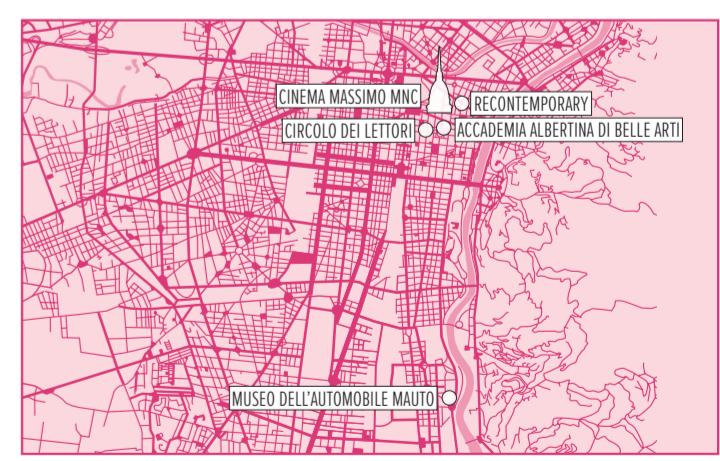 CINEMA MASSIMO MNC
RECONTEMPORARY
CIRCOLO DEI LETTORI
ACCADEMIA ALBERTINA DI BELLE ARTI
MUSEO DELL'AUTOMOBILE MAUTO